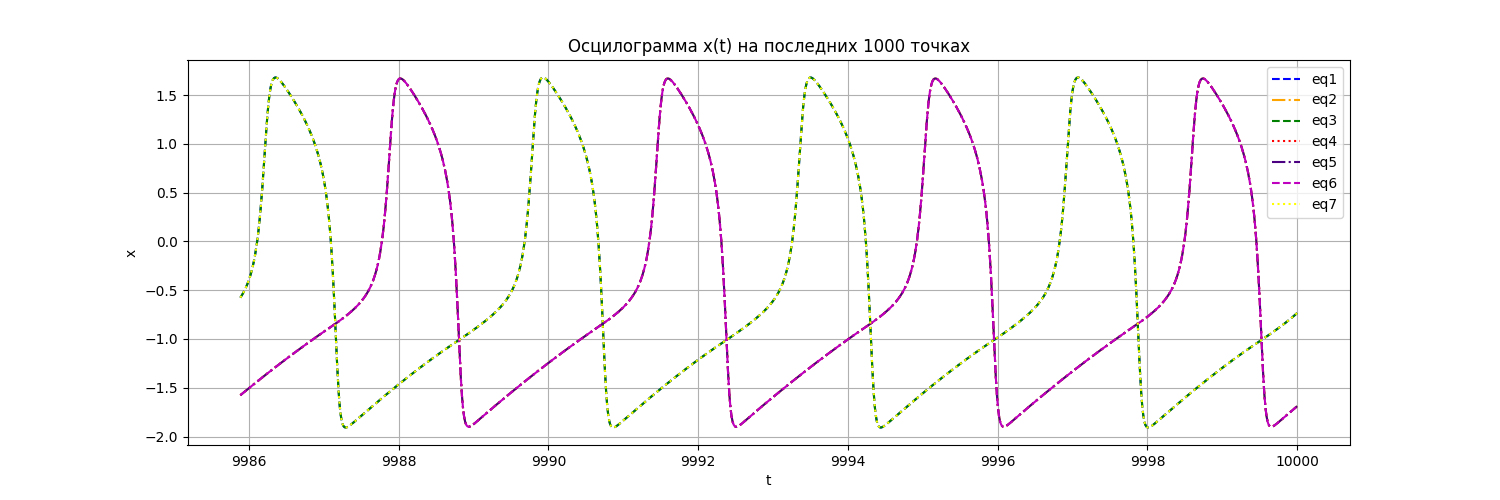 Осцилограмма x(t) на последних 1000 точках
x
1.5
1.0
0.5
0.0
−0.5
−1.0
−1.5
−2.0
eq1
eq2
eq3
eq4
eq5
eq6
eq7
9986
9988
9990
9992
9994
9996
9998
10000
t